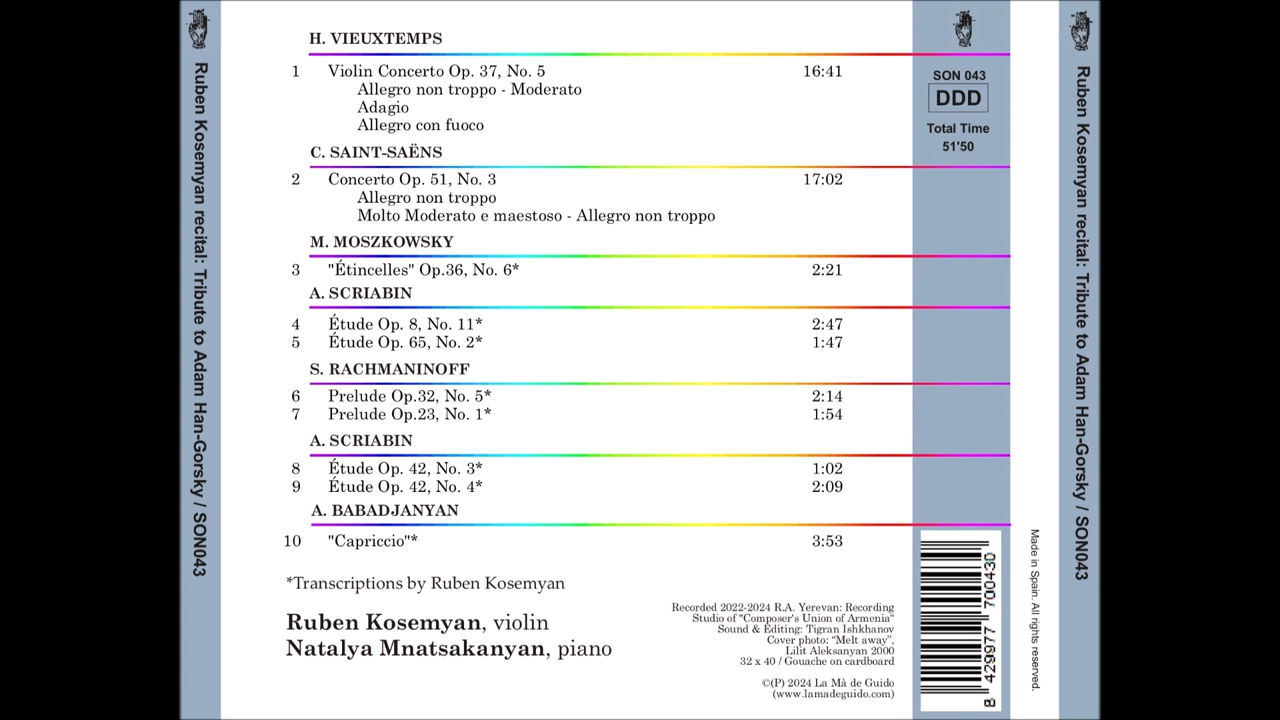 Ruben Kosemyan recital: Tribute to Adam Han-Gorsky / SON043
H. VIEUXTEMPS
1 Violin Concerto Op. 37, No. 5 16:41
Allegro non troppo - Moderato
Adagio
Allegro con fuoco
C. SAINT-SAËNS
2 Concerto Op. 51, No. 3 17:02
Allegro non troppo
Molto Moderato e maestoso - Allegro non troppo
M. MOSZKOWSKY
3 "Étincelles" Op.36, No. 6* 2:21
A. SCRIABIN
4 Étude Op. 8, No. 11* 2:47
5 Étude Op. 65, No. 2* 1:47
S. RACHMANINOFF
6 Prelude Op.32, No. 5* 2:14
7 Prelude Op.23, No. 1* 1:54
A. SCRIABIN
8 Étude Op. 42, No. 3* 1:02
9 Étude Op. 42, No. 4* 2:09
A. BABADJANYAN
10 "Capriccio"* 3:53
*Transcriptions by Ruben Kosemyan
Ruben Kosemyan, violin
Natalya Mnatsakanyan, piano
Recorded 2022-2024 R.A. Yerevan: Recording
Studio of "Composer's Union of Armenia"
Sound & Editing: Tigran Ishkhanov
Cover photo: “Melt away”,
Lilit Aleksanyan 2000
32 x 40 / Gouache on cardboard
©(P) 2024 La Mà de Guido
(www.lamadeguido.com)
SON 043
DDD
Total Time
51'50
8 429977 700430
Made in Spain. All rights reserved.
Ruben Kosemyan recital: Tribute to Adam Han-Gorsky / SON043